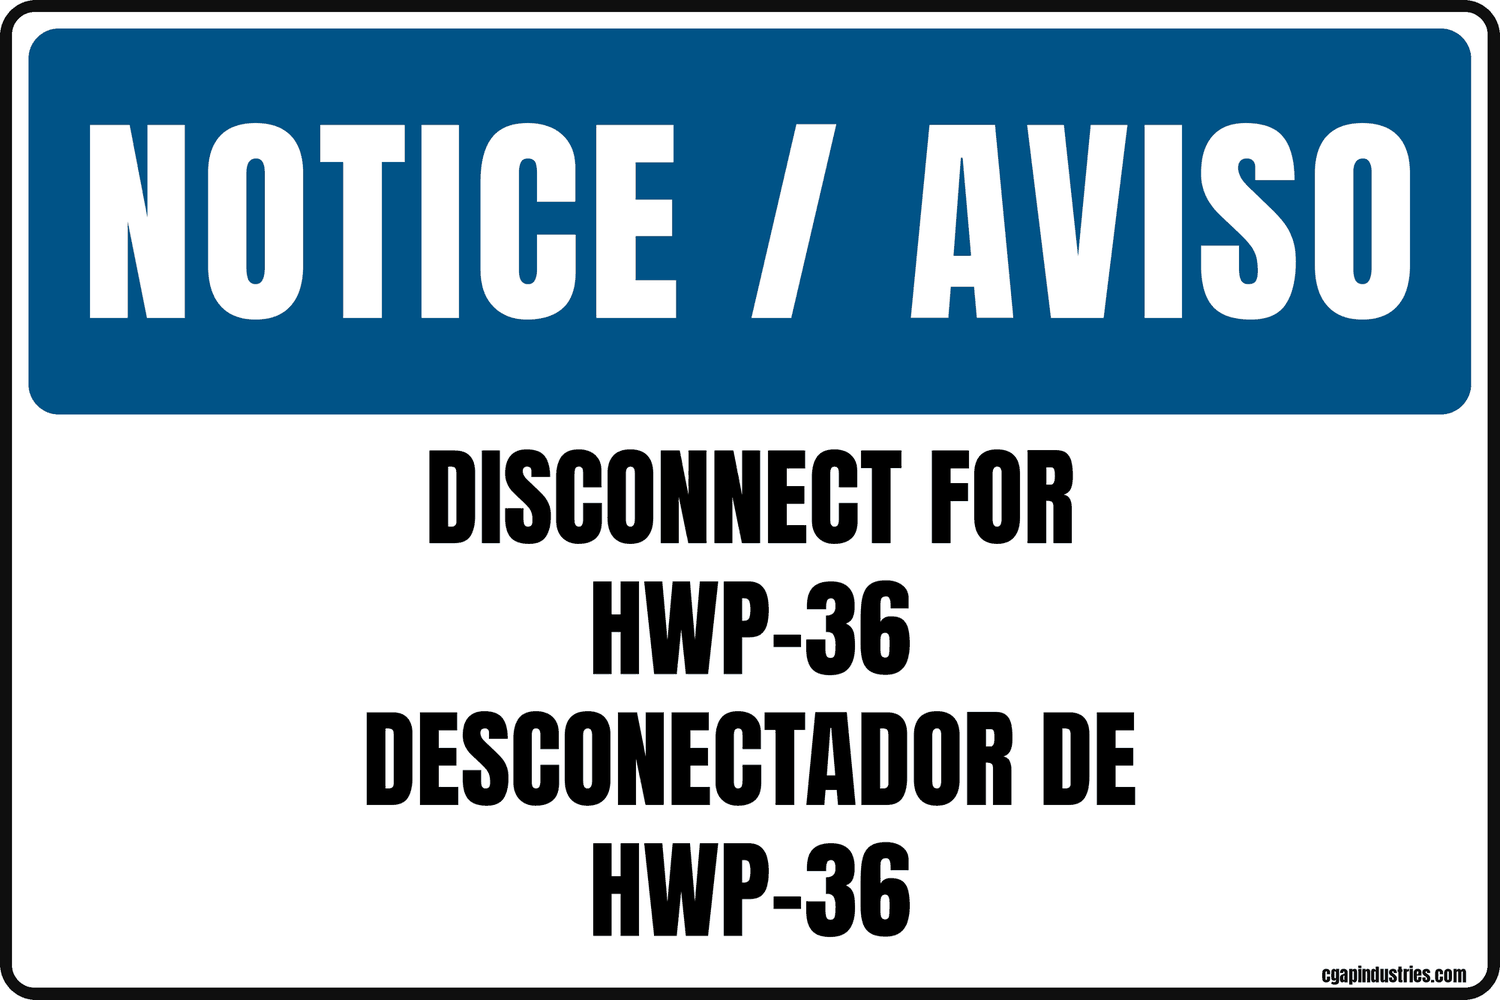 NOTICE / AVISO
DISCONNECT FOR
HWP-36
DESCONECTADOR DE
HWP-36
cgapindustries.com